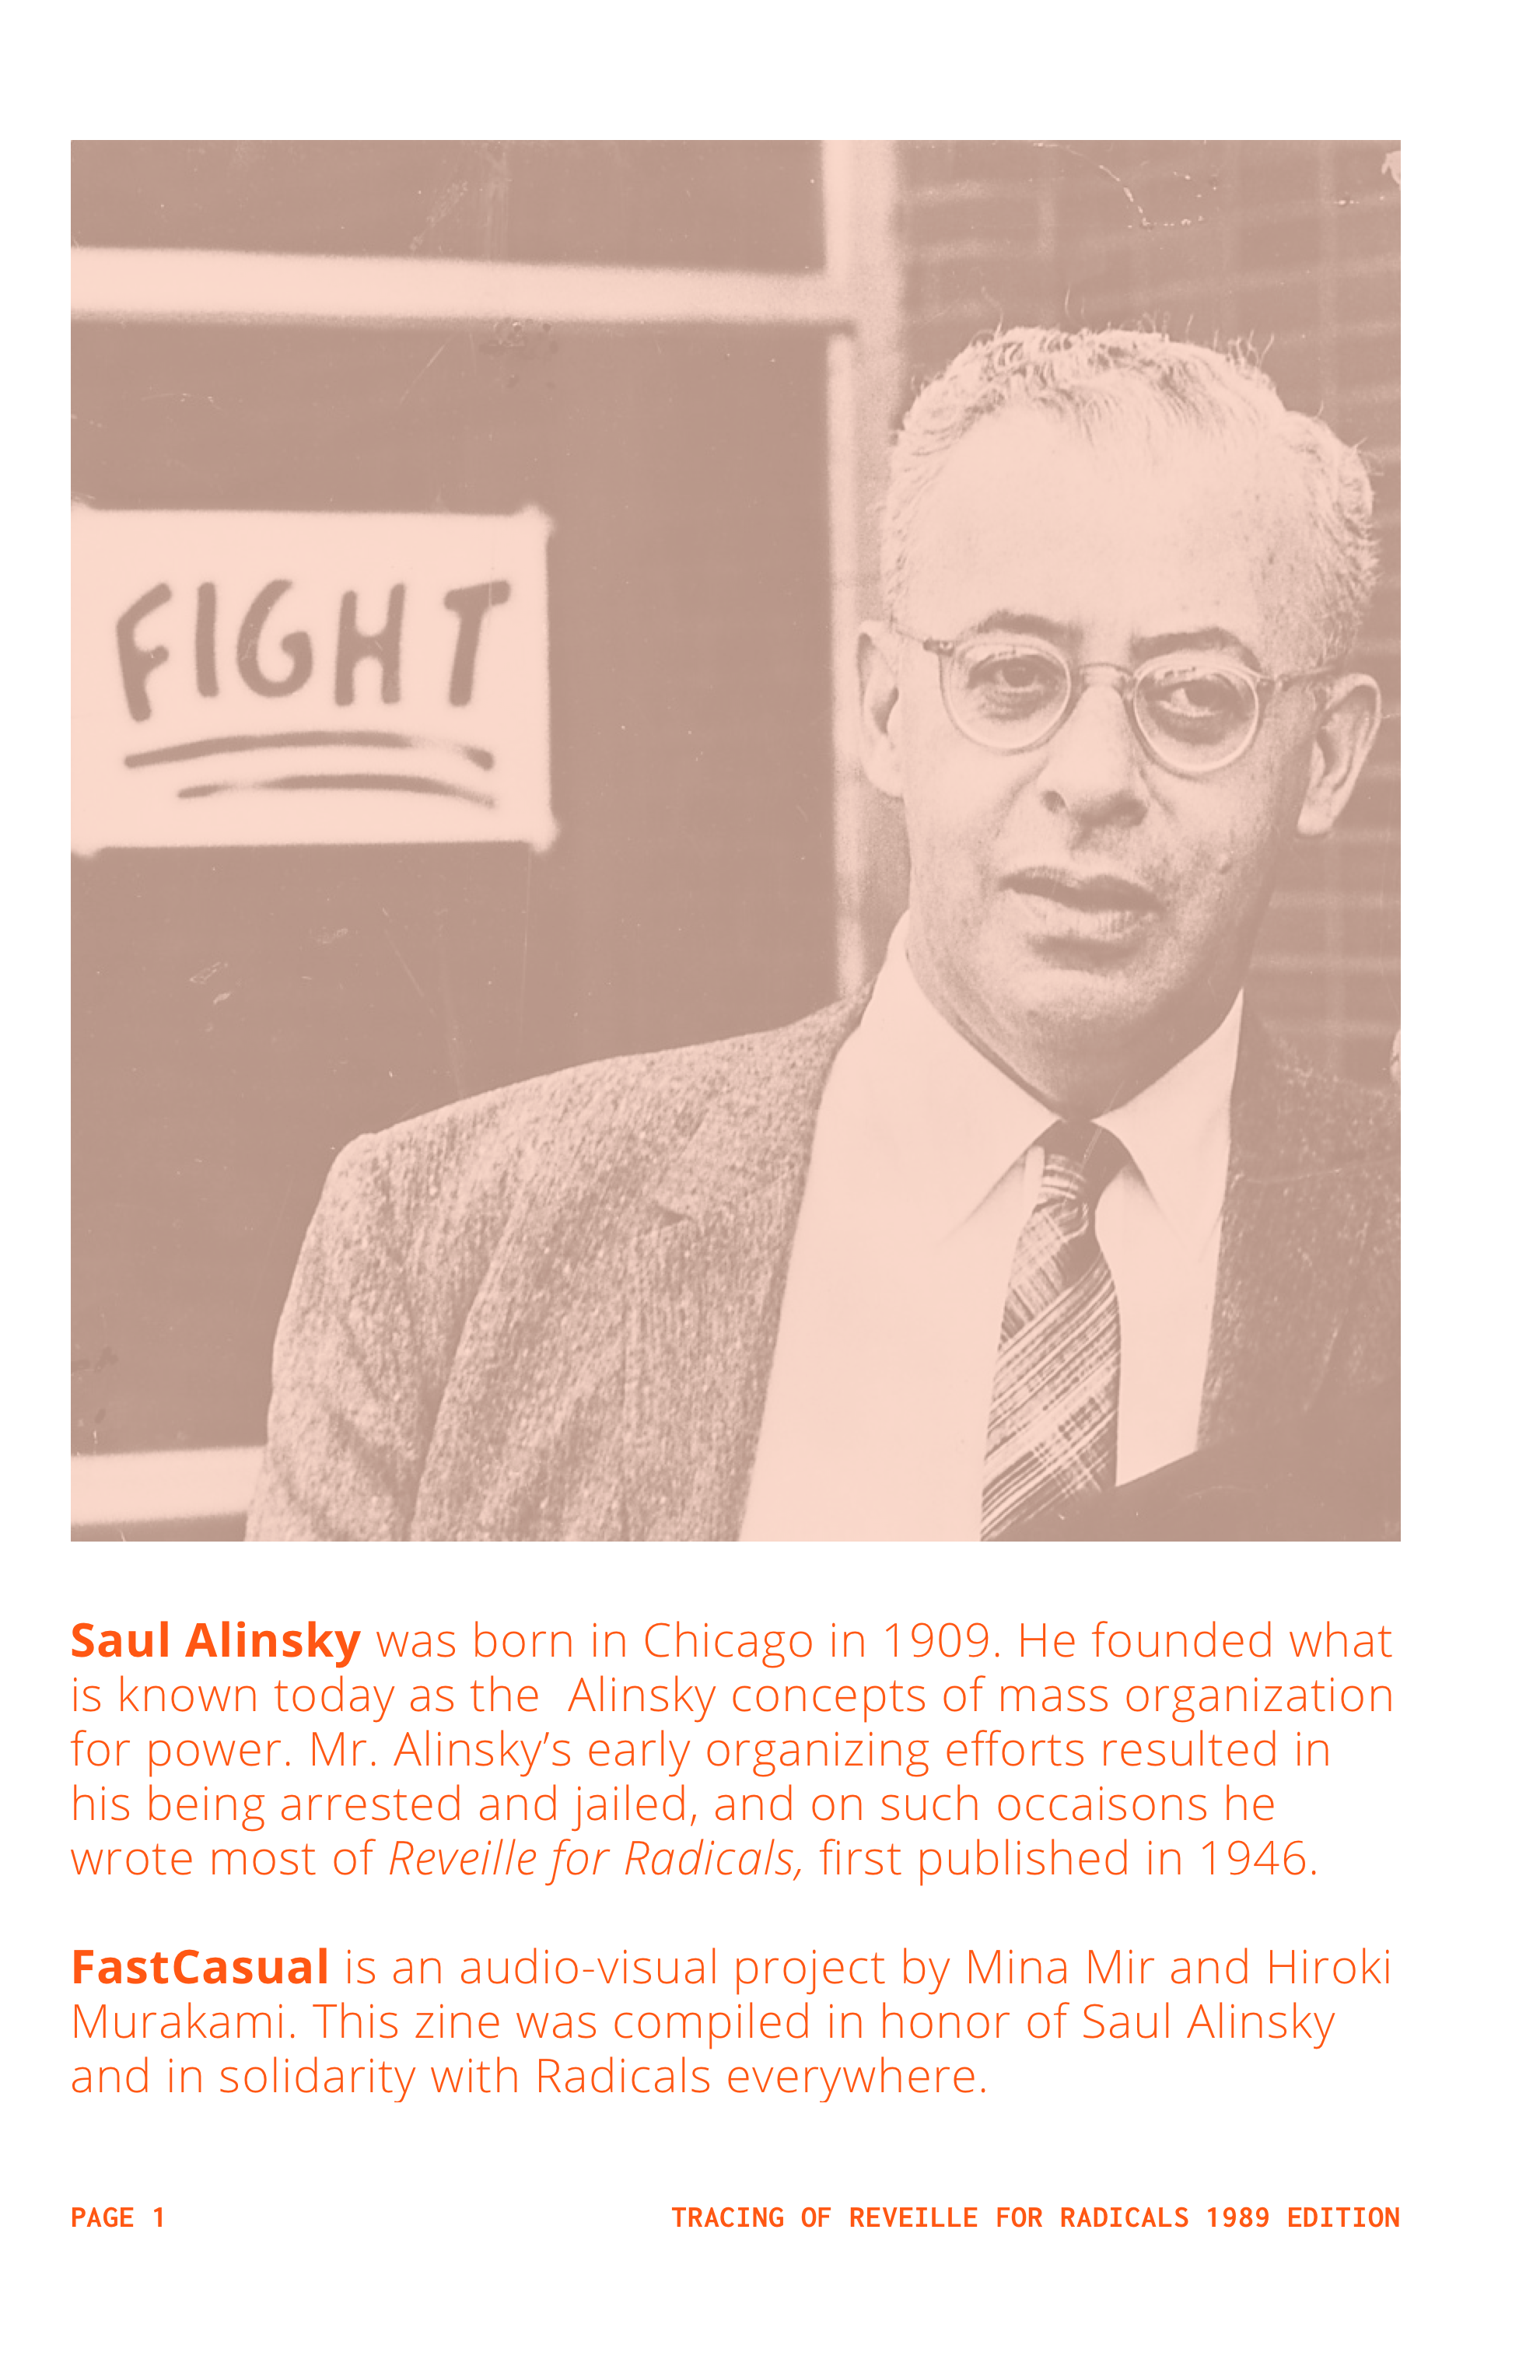 FIGHT
Saul Alinsky was born in Chicago in 1909. He founded what
is known today as the  Alinsky concepts of mass organization
for power. Mr. Alinsky’s early organizing efforts resulted in
his being arrested and jailed, and on such occaisons he
wrote most of Reveille for Radicals, first published in 1946.
FastCasual is an audio-visual project by Mina Mir and Hiroki
Murakami. This zine was compiled in honor of Saul Alinsky
and in solidarity with Radicals everywhere.
PAGE 1
TRACING OF REVEILLE FOR RADICALS 1989 EDITION